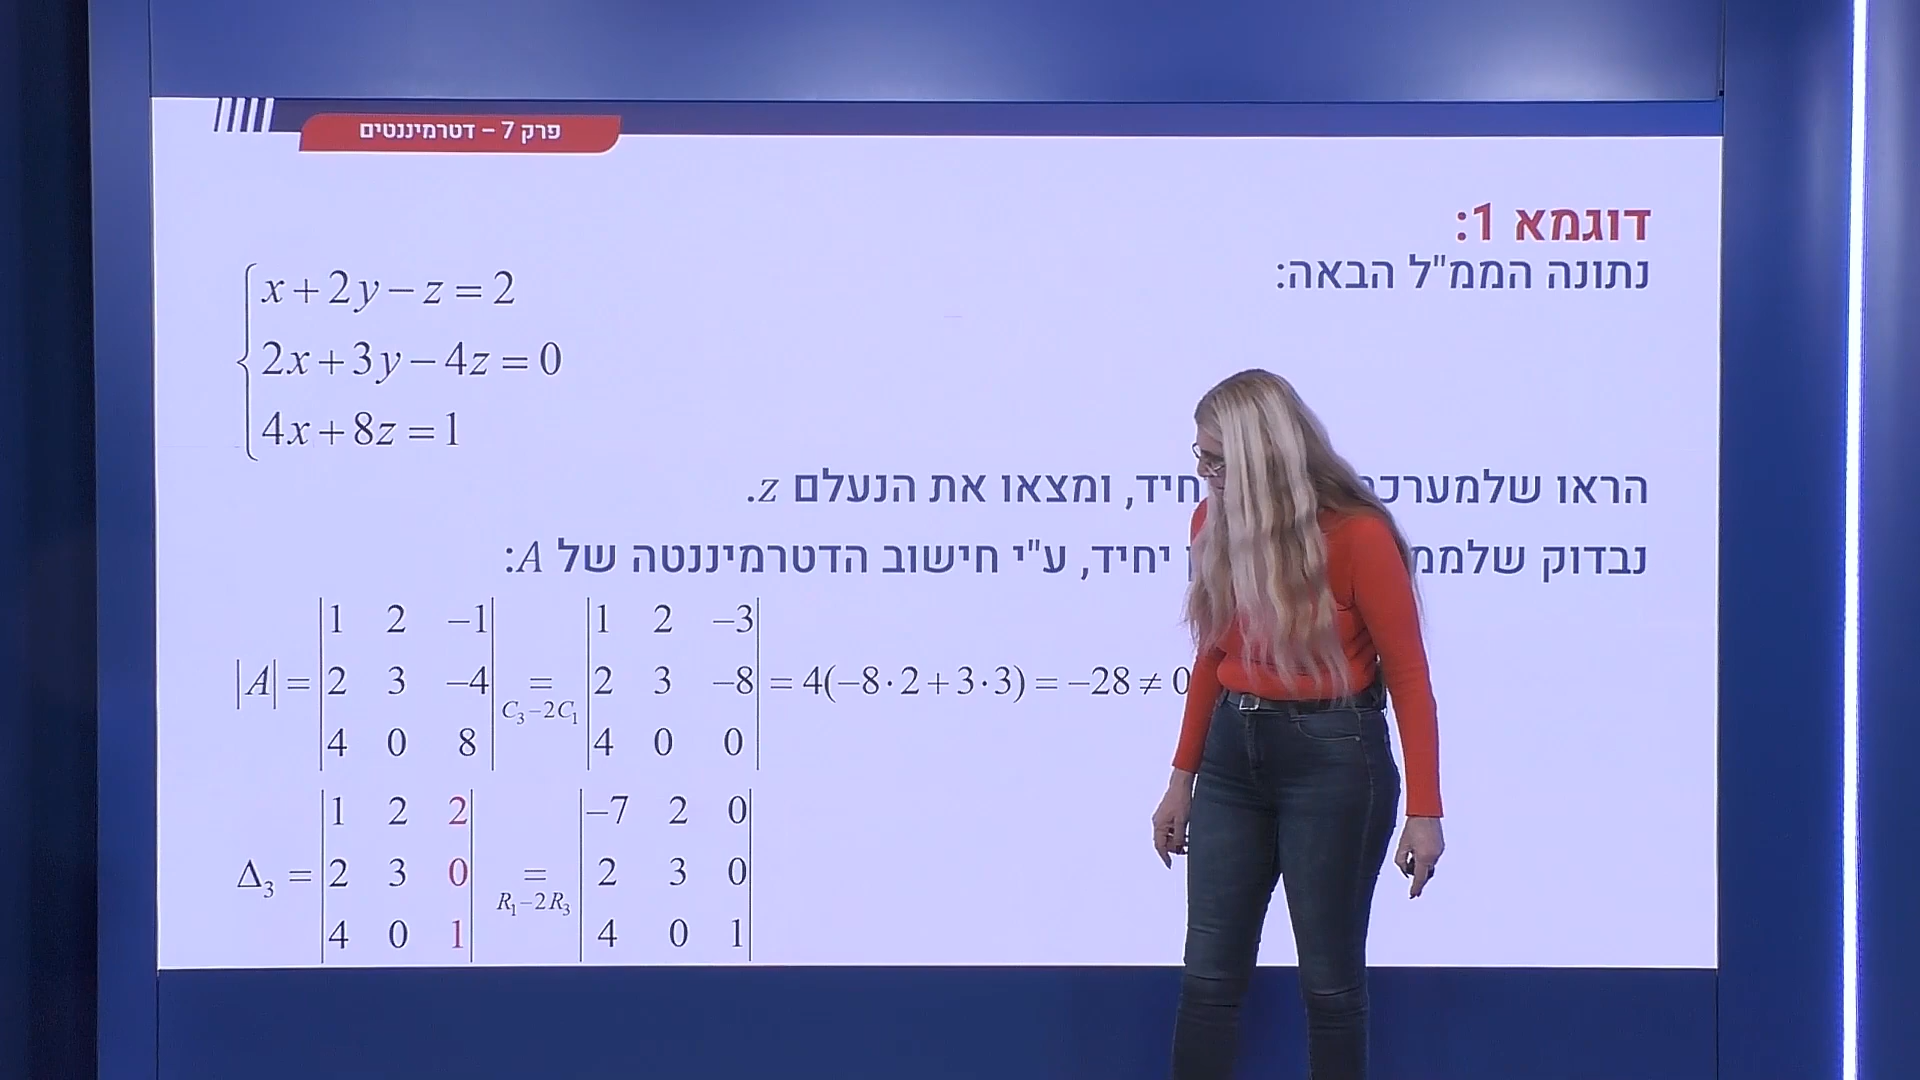 פרק 7 – דטרמיננטים
דוגמא 1:
נתונה הממ"ל הבאה:
x + 2y − z = 2
2x + 3y − 4z = 0
4x + 8z = 1
הראו חיד, ומצאו את הנעלם z.
נבדוק יחיד, ע"י חישוב הדטרמיננטה של A:
|A| = |1 2 −1; 2 3 −4; 4 0 8| = (C₃−2C₁) |1 2 −3; 2 3 −8; 4 0 0| = 4(−8·2+3·3) = −28 ≠ 0
Δ₃ = |1 2 2; 2 3 0; 4 0 1| = (R₁−2R₃) |−7 2 0; 2 3 0; 4 0 1|